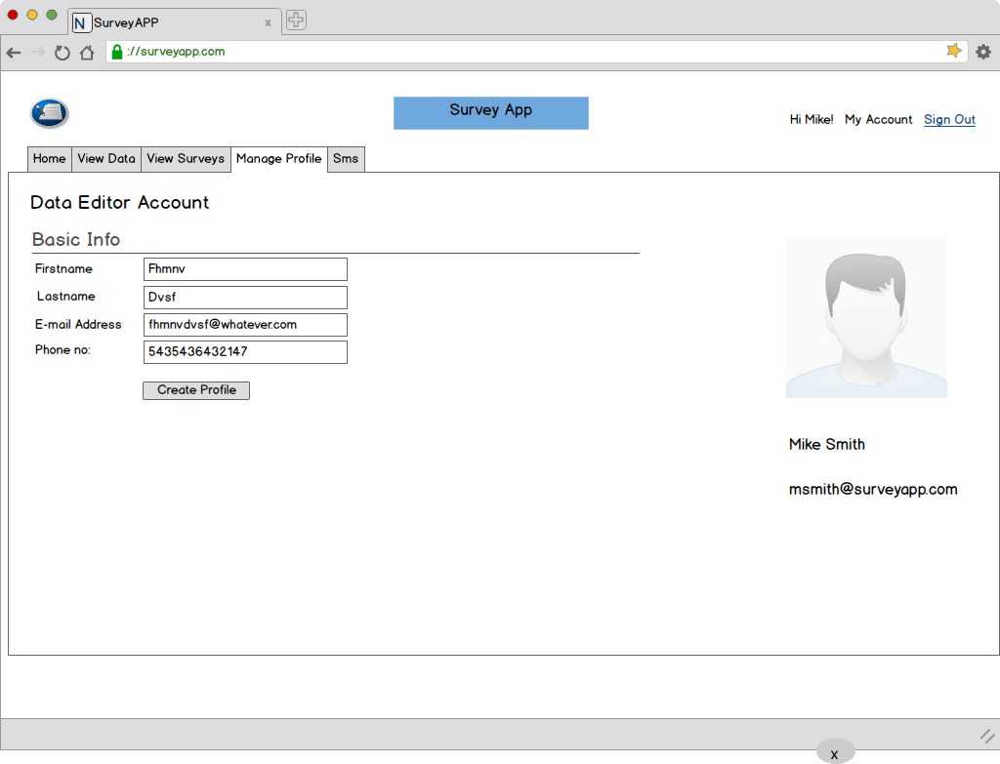 N SurveyAPP x
://surveyapp.com
Survey App
Hi Mike! My Account Sign Out
Home View Data View Surveys Manage Profile Sms
Data Editor Account
Basic Info
Firstname Fhmnv
Lastname Dvsf
E-mail Address fhmnvdvsf@whatever.com
Phone no: 5435436432147
Create Profile
Mike Smith
msmith@surveyapp.com
x